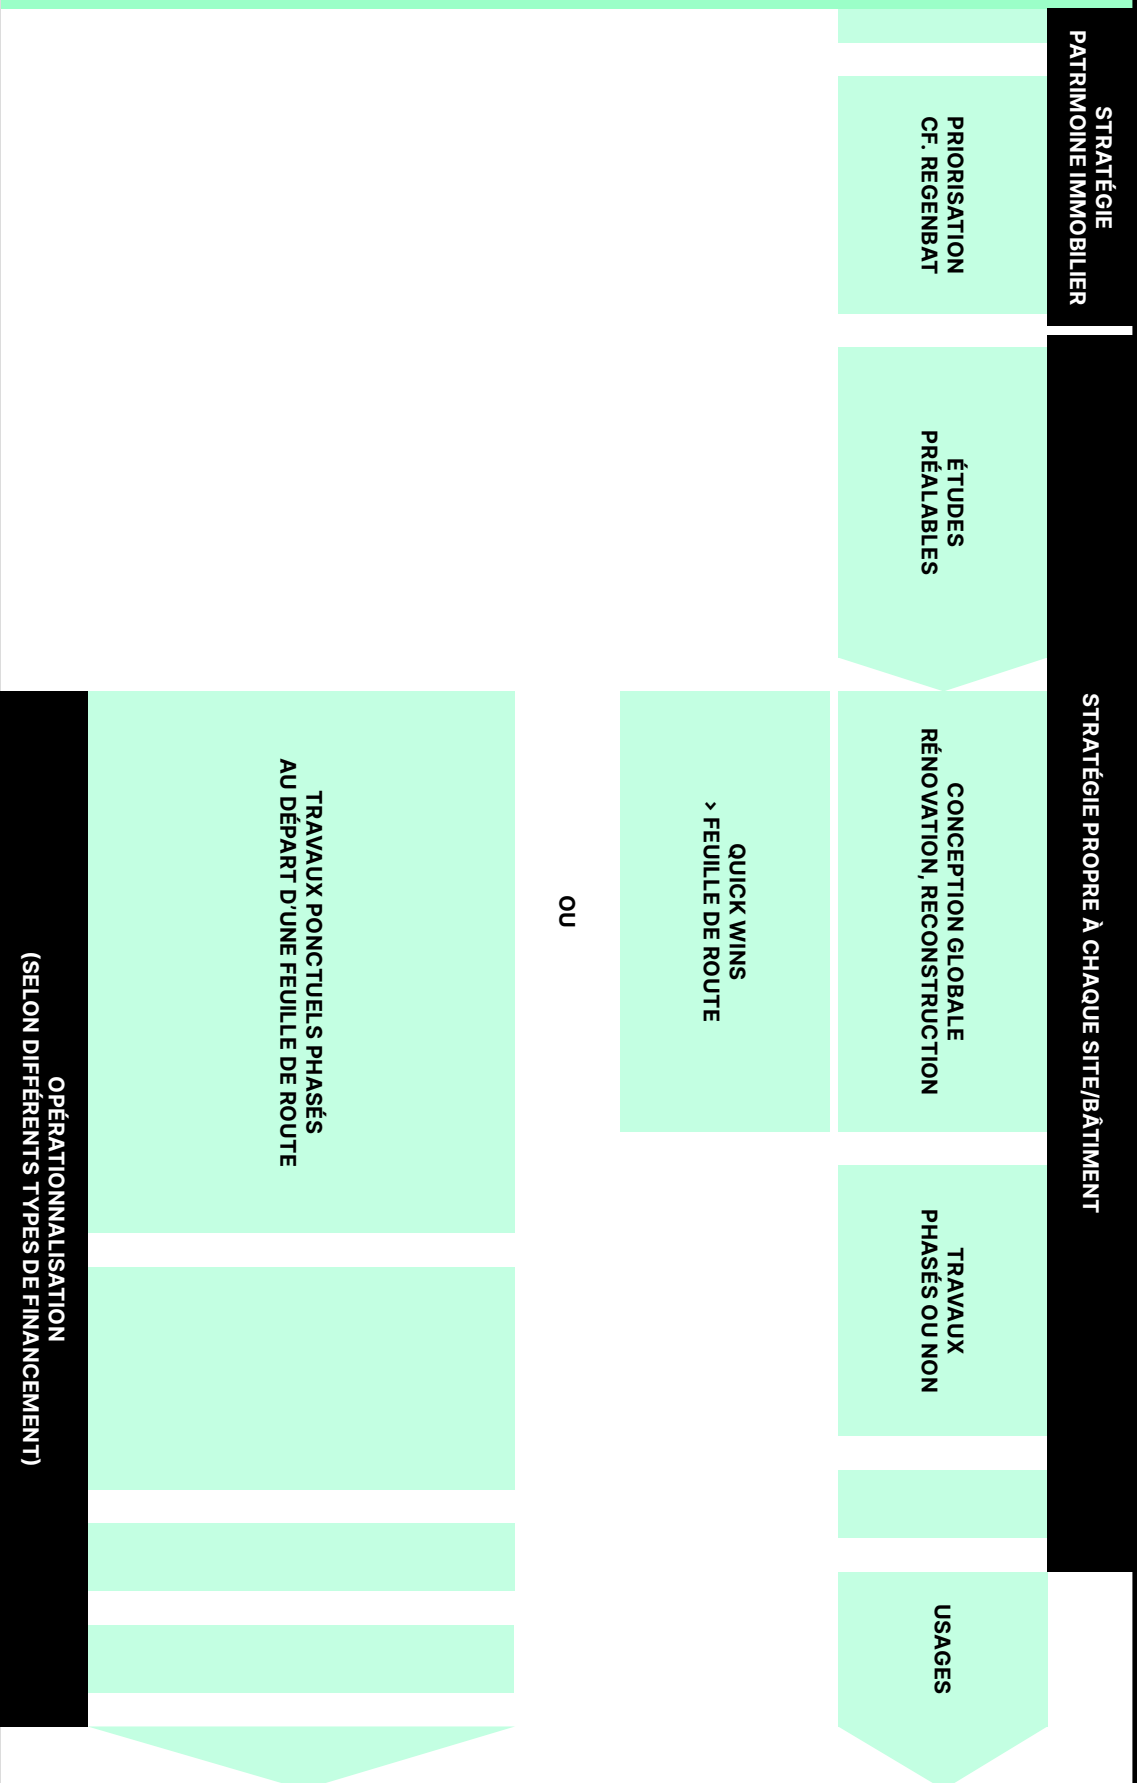 STRATÉGIE
PATRIMOINE IMMOBILIER
STRATÉGIE PROPRE À CHAQUE SITE/BÂTIMENT
PRIORISATION
CF. REGENBAT
ÉTUDES
PRÉALABLES
CONCEPTION GLOBALE
RÉNOVATION, RECONSTRUCTION
TRAVAUX
PHASÉS OU NON
USAGES
QUICK WINS
> FEUILLE DE ROUTE
OU
TRAVAUX PONCTUELS PHASÉS
AU DÉPART D'UNE FEUILLE DE ROUTE
OPÉRATIONNALISATION
(SELON DIFFÉRENTS TYPES DE FINANCEMENT)